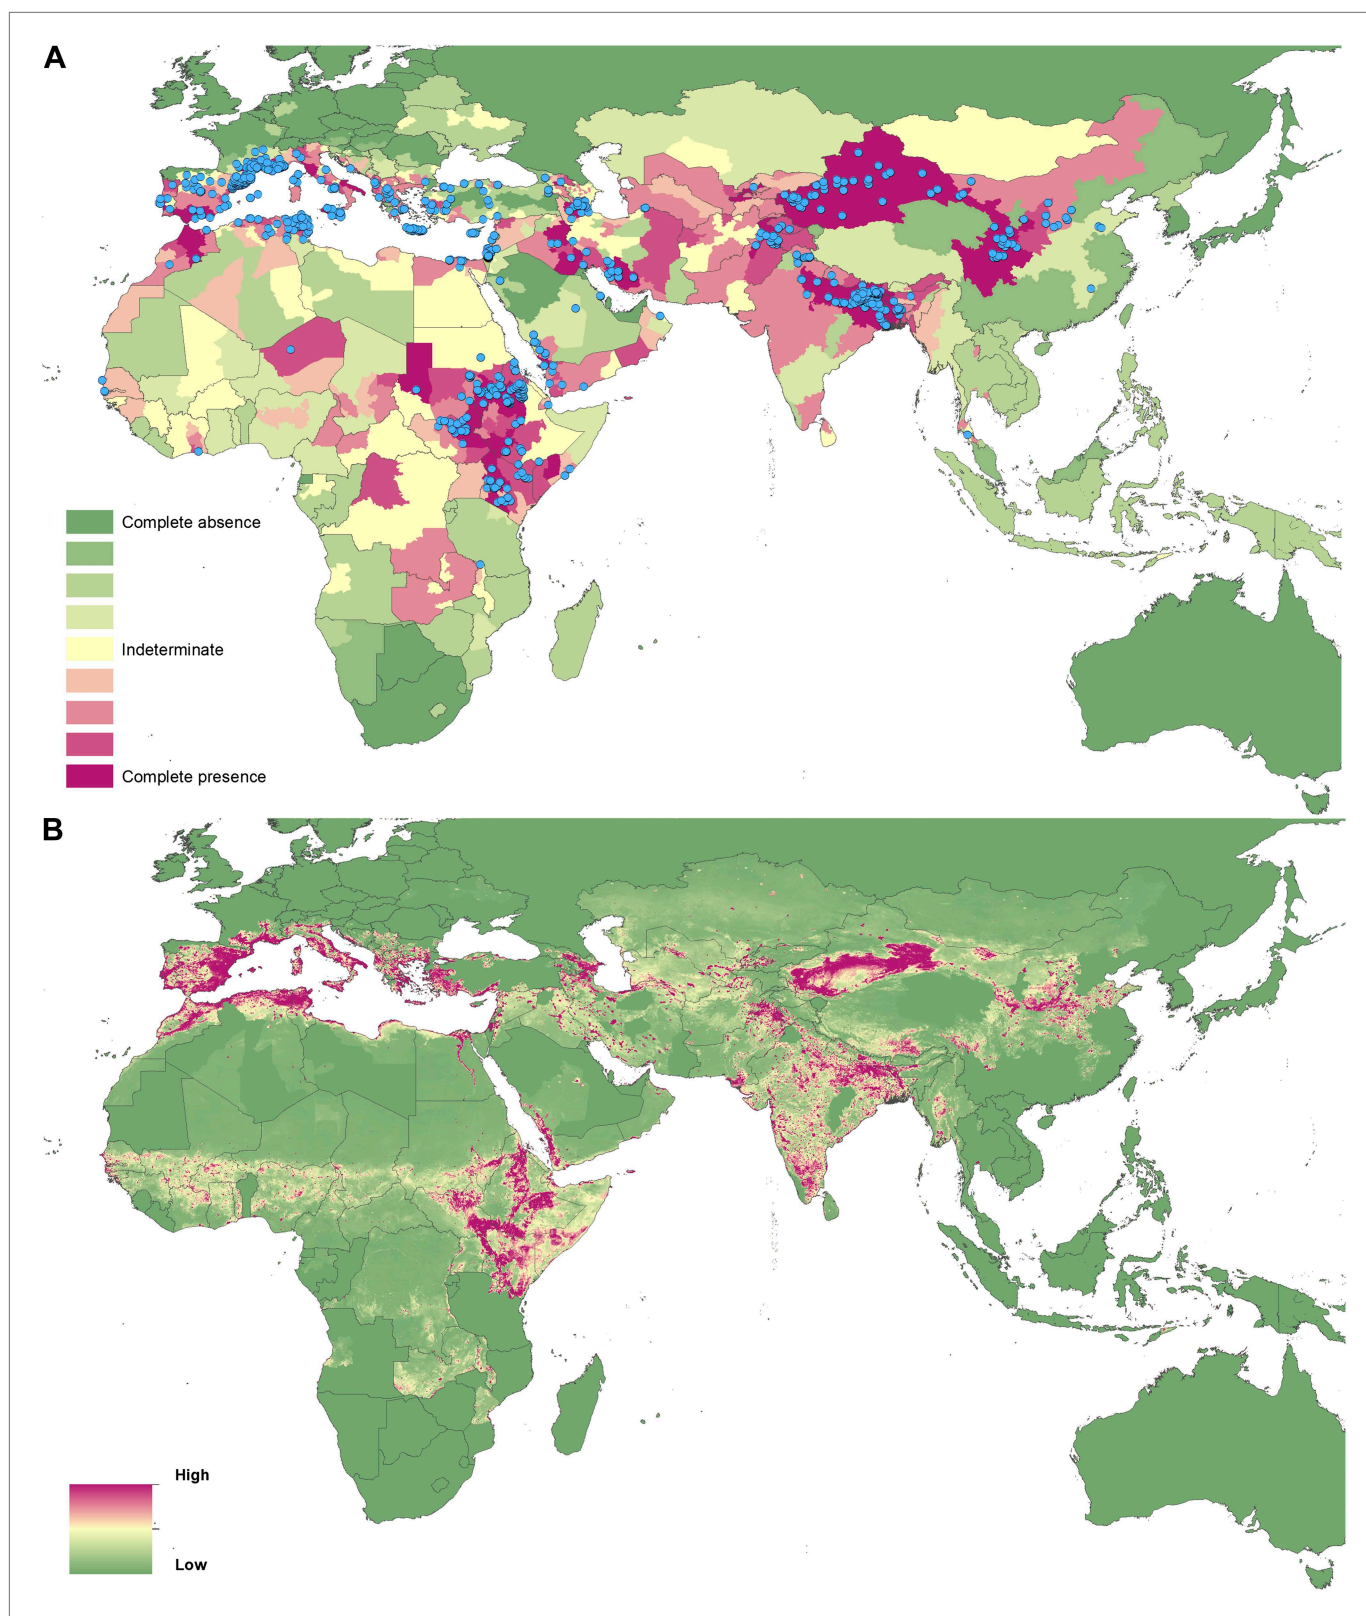 A
Complete absence
Indeterminate
Complete presence
B
High
Low